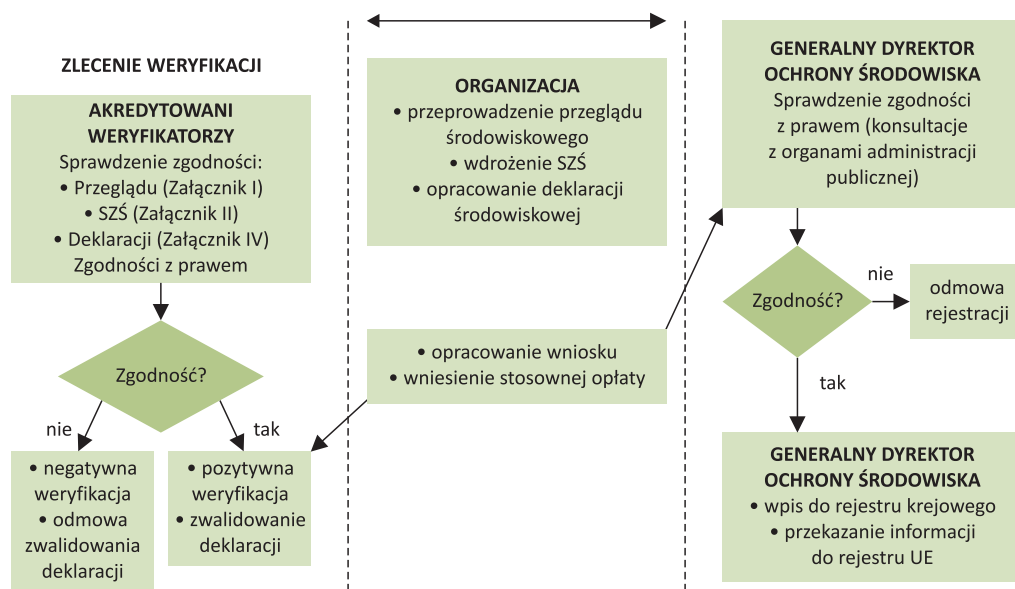 ZLECENIE WERYFIKACJI
AKREDYTOWANI
WERYFIKATORZY
Sprawdzenie zgodności:
• Przeglądu (Załącznik I)
• SZŚ (Załącznik II)
• Deklaracji (Załącznik IV)
Zgodności z prawem
Zgodność?
nie
tak
• negatywna
weryfikacja
• odmowa
zwalidowania
deklaracji
• pozytywna
weryfikacja
• zwalidowanie
deklaracji
ORGANIZACJA
• przeprowadzenie przeglądu
środowiskowego
• wdrożenie SZŚ
• opracowanie deklaracji
środowiskowej
• opracowanie wniosku
• wniesienie stosownej opłaty
GENERALNY DYREKTOR
OCHRONY ŚRODOWISKA
Sprawdzenie zgodności
z prawem (konsultacje
z organami administracji
publicznej)
Zgodność?
nie
odmowa
rejestracji
tak
GENERALNY DYREKTOR
OCHRONY ŚRODOWISKA
• wpis do rejestru krejowego
• przekazanie informacji
do rejestru UE